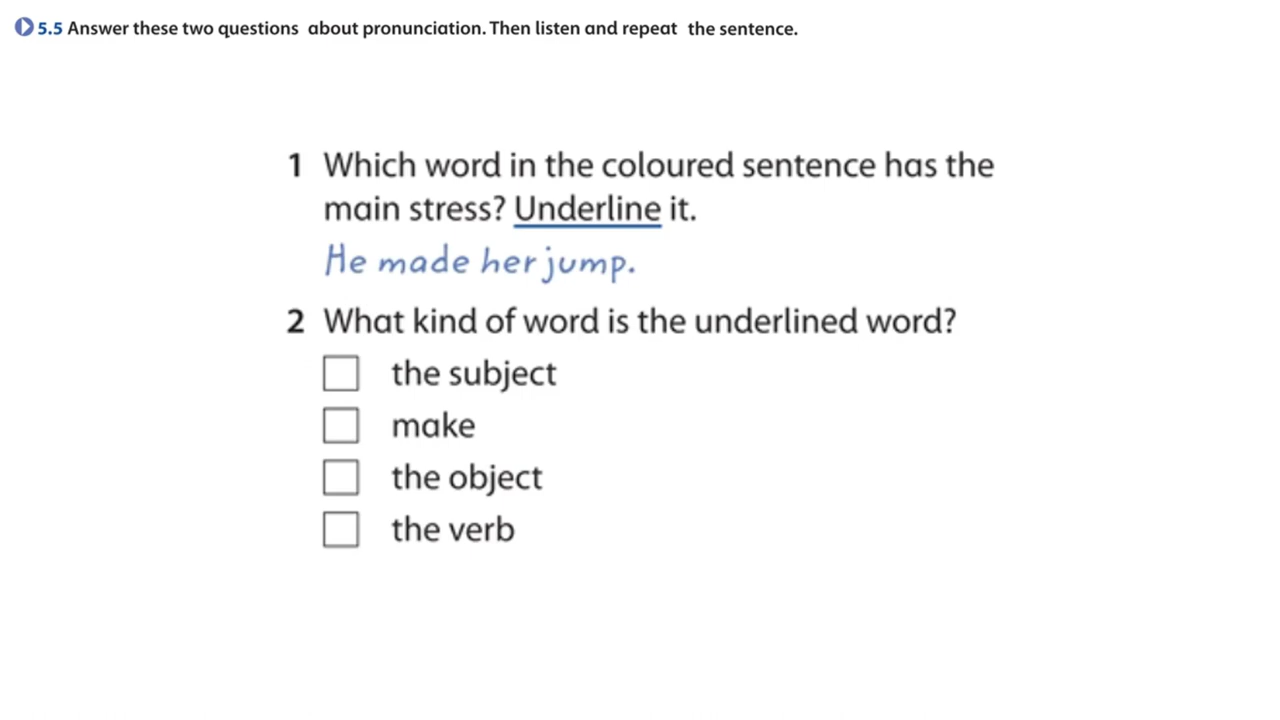 5.5 Answer these two questions about pronunciation. Then listen and repeat the sentence.
1 Which word in the coloured sentence has the
main stress? Underline it.
He made her jump.
2 What kind of word is the underlined word?
the subject
make
the object
the verb